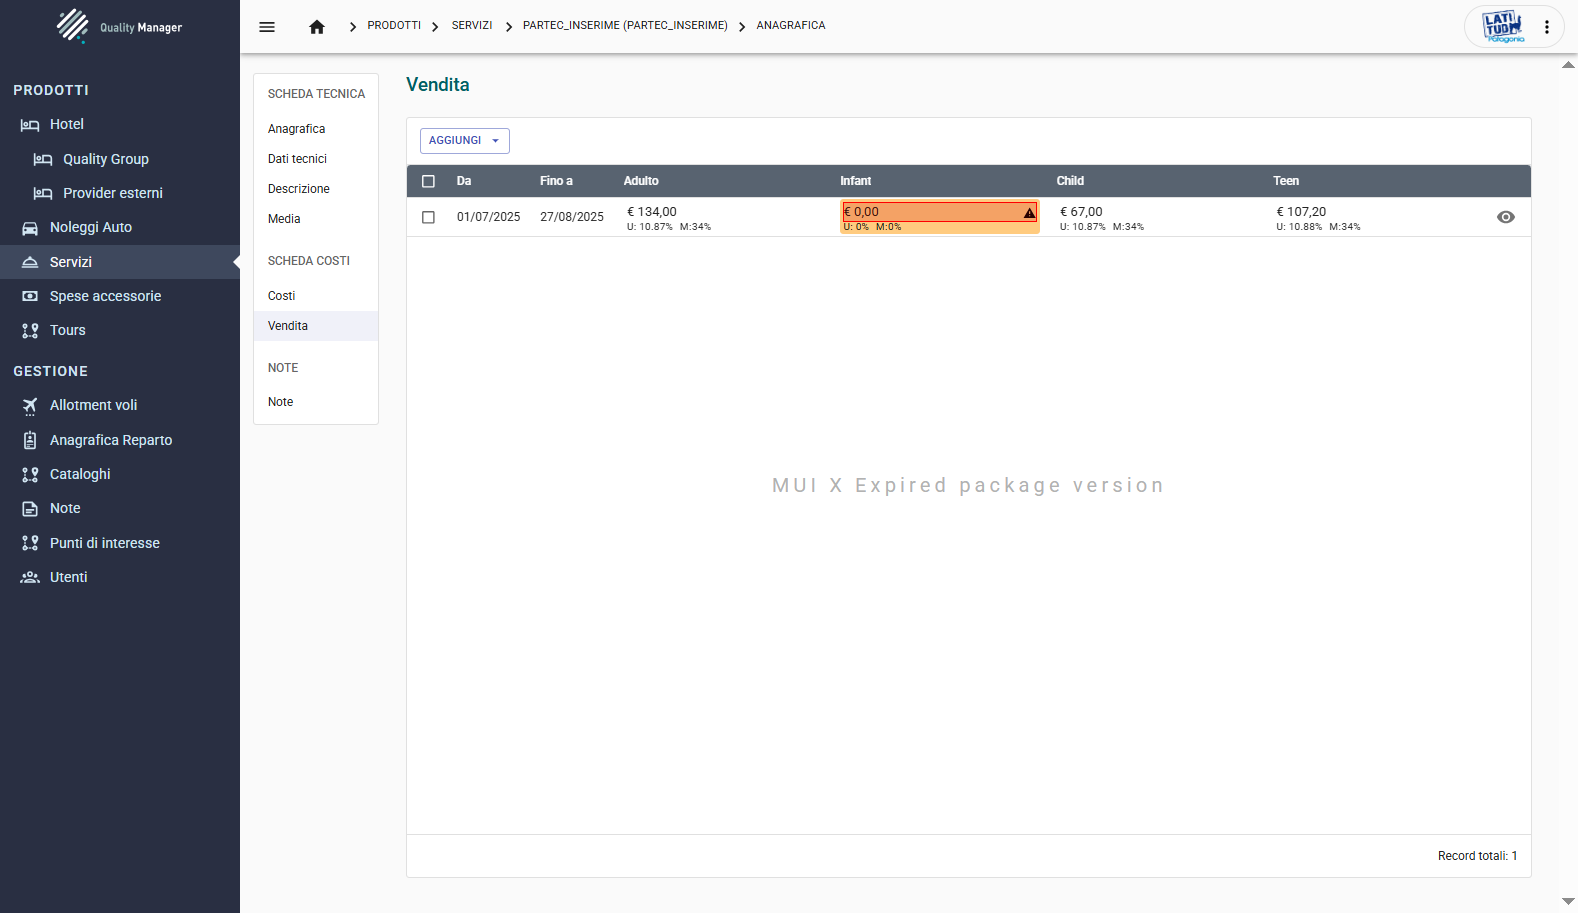 Quality Manager
PRODOTTI
Hotel
Quality Group
Provider esterni
Noleggi Auto
Servizi
Spese accessorie
Tours
GESTIONE
Allotment voli
Anagrafica Reparto
Cataloghi
Note
Punti di interesse
Utenti
PRODOTTI
SERVIZI
PARTEC_INSERIME (PARTEC_INSERIME)
ANAGRAFICA
LATI
TUD
Patagonia
SCHEDA TECNICA
Anagrafica
Dati tecnici
Descrizione
Media
SCHEDA COSTI
Costi
Vendita
NOTE
Note
Vendita
AGGIUNGI
Da Fino a Adulto Infant Child Teen
01/07/2025 27/08/2025 € 134,00 € 0,00 € 67,00 € 107,20
U: 10.87% M:34% U: 0% M:0% U: 10.87% M:34% U: 10.88% M:34%
MUI X Expired package version
Record totali: 1